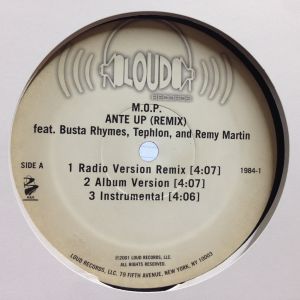 LOUD
RECORDS
M.O.P.
ANTE UP (REMIX)
feat. Busta Rhymes, Tephlon, and Remy Martin
SIDE A
1 Radio Version Remix [4:07]
1984-1
2 Album Version [4:07]
3 Instrumental [4:06]
©2001 LOUD RECORDS, LLC.
ALL RIGHTS RESERVED.
LOUD RECORDS, LLC. 79 FIFTH AVENUE, NEW YORK, NY 10003